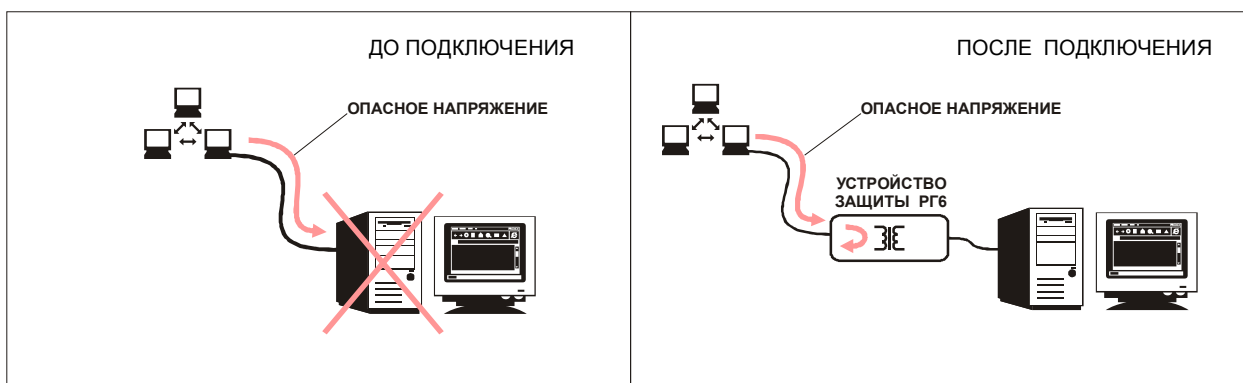 ДО ПОДКЛЮЧЕНИЯ
ОПАСНОЕ НАПРЯЖЕНИЕ
ПОСЛЕ ПОДКЛЮЧЕНИЯ
ОПАСНОЕ НАПРЯЖЕНИЕ
УСТРОЙСТВО
ЗАЩИТЫ РГ6